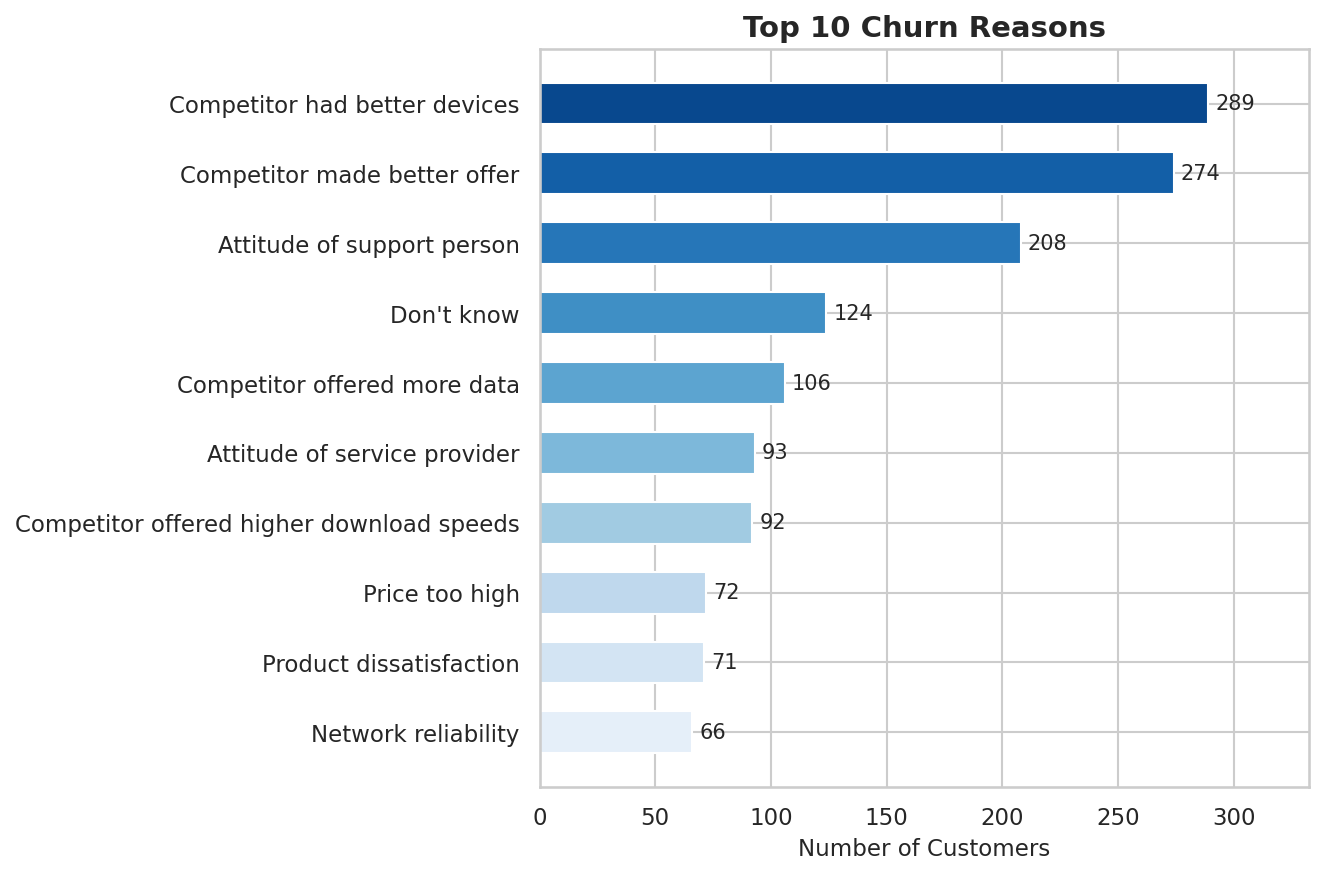 Top 10 Churn Reasons
Competitor had better devices 289
Competitor made better offer 274
Attitude of support person 208
Don't know 124
Competitor offered more data 106
Attitude of service provider 93
Competitor offered higher download speeds 92
Price too high 72
Product dissatisfaction 71
Network reliability 66
0 50 100 150 200 250 300
Number of Customers